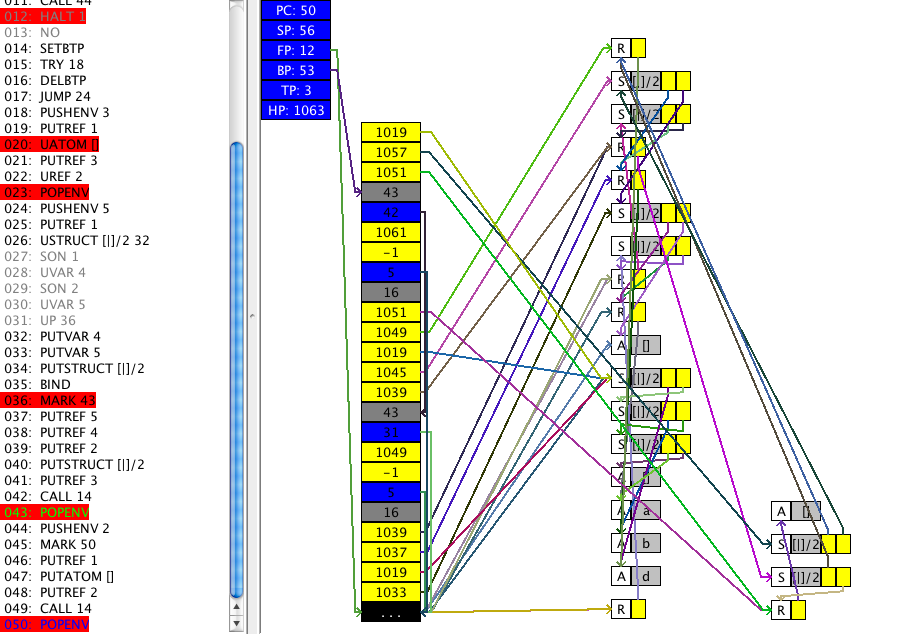 011: CALL 44
012: HALT 1
013: NO
014: SETBTP
015: TRY 18
016: DELBTP
017: JUMP 24
018: PUSHENV 3
019: PUTREF 1
020: UATOM []
021: PUTREF 3
022: UREF 2
023: POPENV
024: PUSHENV 5
025: PUTREF 1
026: USTRUCT [|]/2 32
027: SON 1
028: UVAR 4
029: SON 2
030: UVAR 5
031: UP 36
032: PUTVAR 4
033: PUTVAR 5
034: PUTSTRUCT [|]/2
035: BIND
036: MARK 43
037: PUTREF 5
038: PUTREF 4
039: PUTREF 2
040: PUTSTRUCT [|]/2
041: PUTREF 3
042: CALL 14
043: POPENV
044: PUSHENV 2
045: MARK 50
046: PUTREF 1
047: PUTATOM []
048: PUTREF 2
049: CALL 14
050: POPENV
PC: 50
SP: 56
FP: 12
BP: 53
TP: 3
HP: 1063
1019
1057
1051
43
42
1061
-1
5
16
1051
1049
1019
1045
1039
43
31
1049
-1
5
16
1039
1037
1019
1033
...
R
S [|]/2
S [|]/2
R
R
S [|]/2
S [|]/2
R
R
A []
S [|]/2
S [|]/2
S [|]/2
A []
A a
A b
A d
R
A []
S [|]/2
S [|]/2
R